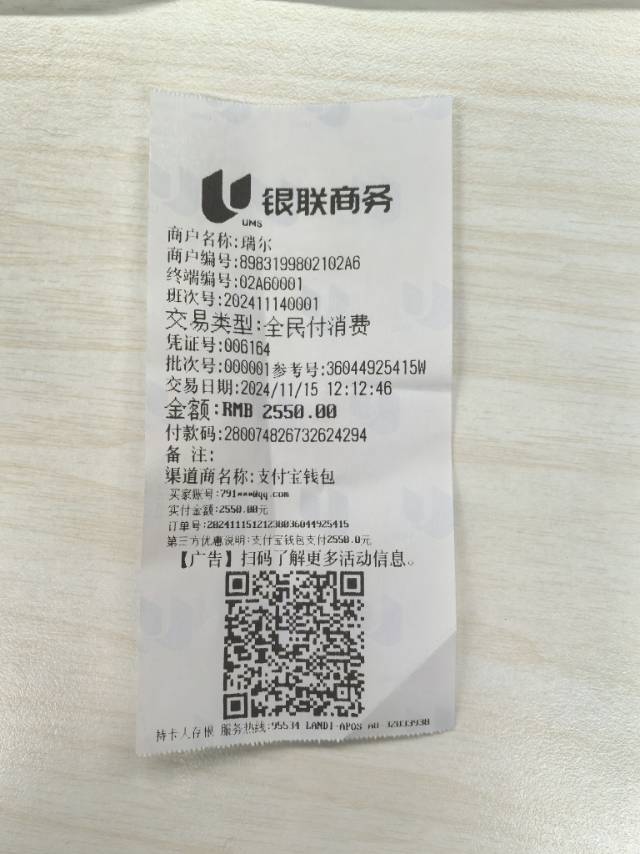 UMS
银联商务
商户名称:瑞尔
商户编号:8983199802102A6
终端编号:02A60001
班次号:202411140001
交易类型:全民付消费
凭证号:006164
批次号:000001参考号:36044925415W
交易日期:2024/11/15 12:12:46
金额:RMB 2550.00
付款码:280074826732624294
备 注:
渠道商名称:支付宝钱包
买家账号:791***@qq.com
实付金额:2550.00元
订单号:20241115121238036044925415
第三方优惠说明:支付宝钱包支付2550.0元
【广告】扫码了解更多活动信息。
持卡人存根 服务热线:95534 LANDI-APOS